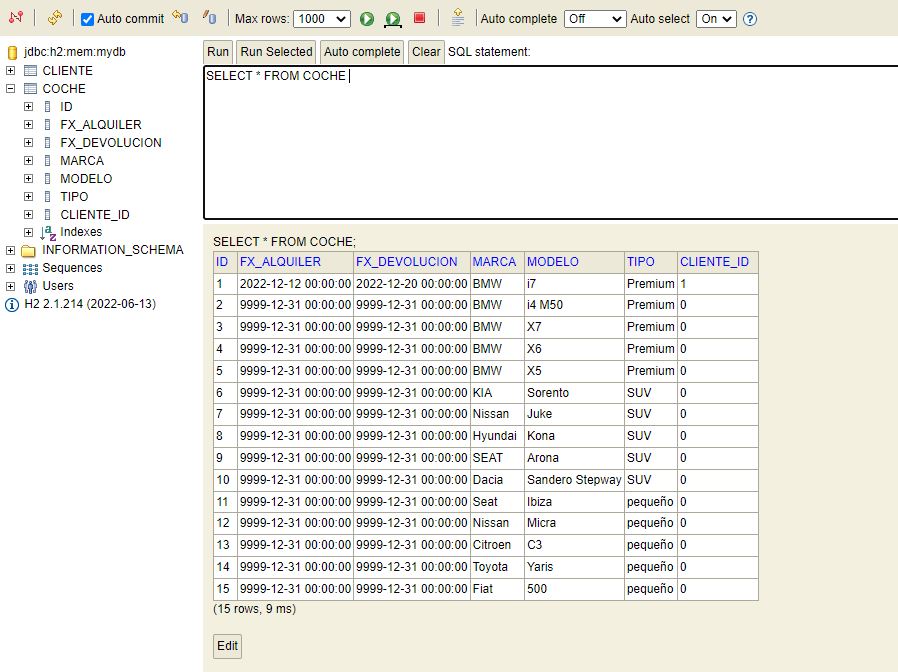 Auto commit Max rows: 1000 Auto complete Off Auto select On ?
jdbc:h2:mem:mydb
CLIENTE
COCHE
ID
FX_ALQUILER
FX_DEVOLUCION
MARCA
MODELO
TIPO
CLIENTE_ID
Indexes
INFORMATION_SCHEMA
Sequences
Users
H2 2.1.214 (2022-06-13)
Run Run Selected Auto complete Clear SQL statement:
SELECT * FROM COCHE
SELECT * FROM COCHE;
ID FX_ALQUILER FX_DEVOLUCION MARCA MODELO TIPO CLIENTE_ID
1 2022-12-12 00:00:00 2022-12-20 00:00:00 BMW i7 Premium 1
2 9999-12-31 00:00:00 9999-12-31 00:00:00 BMW i4 M50 Premium 0
3 9999-12-31 00:00:00 9999-12-31 00:00:00 BMW X7 Premium 0
4 9999-12-31 00:00:00 9999-12-31 00:00:00 BMW X6 Premium 0
5 9999-12-31 00:00:00 9999-12-31 00:00:00 BMW X5 Premium 0
6 9999-12-31 00:00:00 9999-12-31 00:00:00 KIA Sorento SUV 0
7 9999-12-31 00:00:00 9999-12-31 00:00:00 Nissan Juke SUV 0
8 9999-12-31 00:00:00 9999-12-31 00:00:00 Hyundai Kona SUV 0
9 9999-12-31 00:00:00 9999-12-31 00:00:00 SEAT Arona SUV 0
10 9999-12-31 00:00:00 9999-12-31 00:00:00 Dacia Sandero Stepway SUV 0
11 9999-12-31 00:00:00 9999-12-31 00:00:00 Seat Ibiza pequeño 0
12 9999-12-31 00:00:00 9999-12-31 00:00:00 Nissan Micra pequeño 0
13 9999-12-31 00:00:00 9999-12-31 00:00:00 Citroen C3 pequeño 0
14 9999-12-31 00:00:00 9999-12-31 00:00:00 Toyota Yaris pequeño 0
15 9999-12-31 00:00:00 9999-12-31 00:00:00 Fiat 500 pequeño 0
(15 rows, 9 ms)
Edit